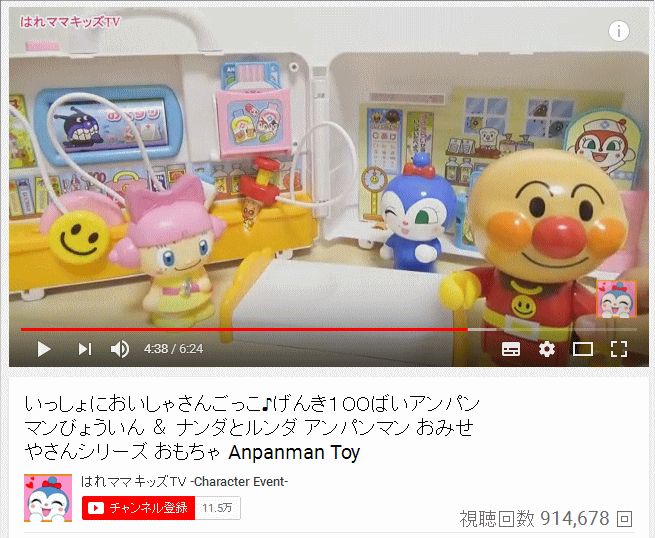 はれママキッズTV
おくすり
4:38 / 6:24
いっしょにおいしゃさんごっこ♪げんき100ばいアンパン
マンびょういん ＆ ナンダとルンダ アンパンマン おみせ
やさんシリーズ おもちゃ Anpanman Toy
はれママキッズTV -Character Event-
チャンネル登録 11.5万
視聴回数 914,678 回